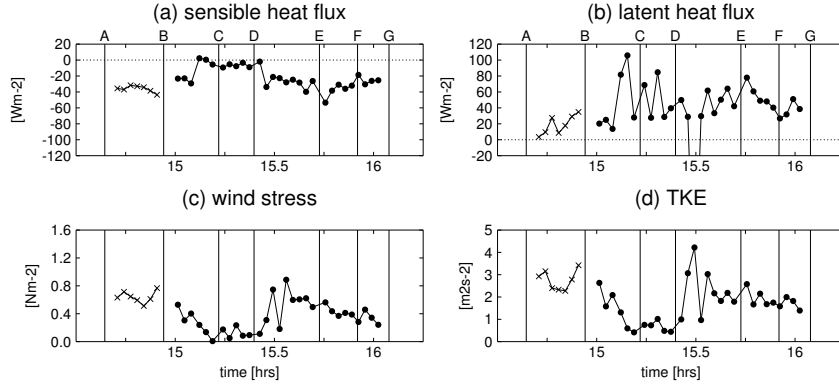 (a) sensible heat flux
(b) latent heat flux
A B C D E F G
A B C D E F G
[Wm-2]
20
0
-20
-40
-60
-80
-100
-120
15 15.5 16
[Wm-2]
120
100
80
60
40
20
0
-20
15 15.5 16
(c) wind stress
(d) TKE
[Nm-2]
1.6
1.2
0.8
0.4
0.0
15 15.5 16
time [hrs]
[m2s-2]
5
4
3
2
1
0
15 15.5 16
time [hrs]